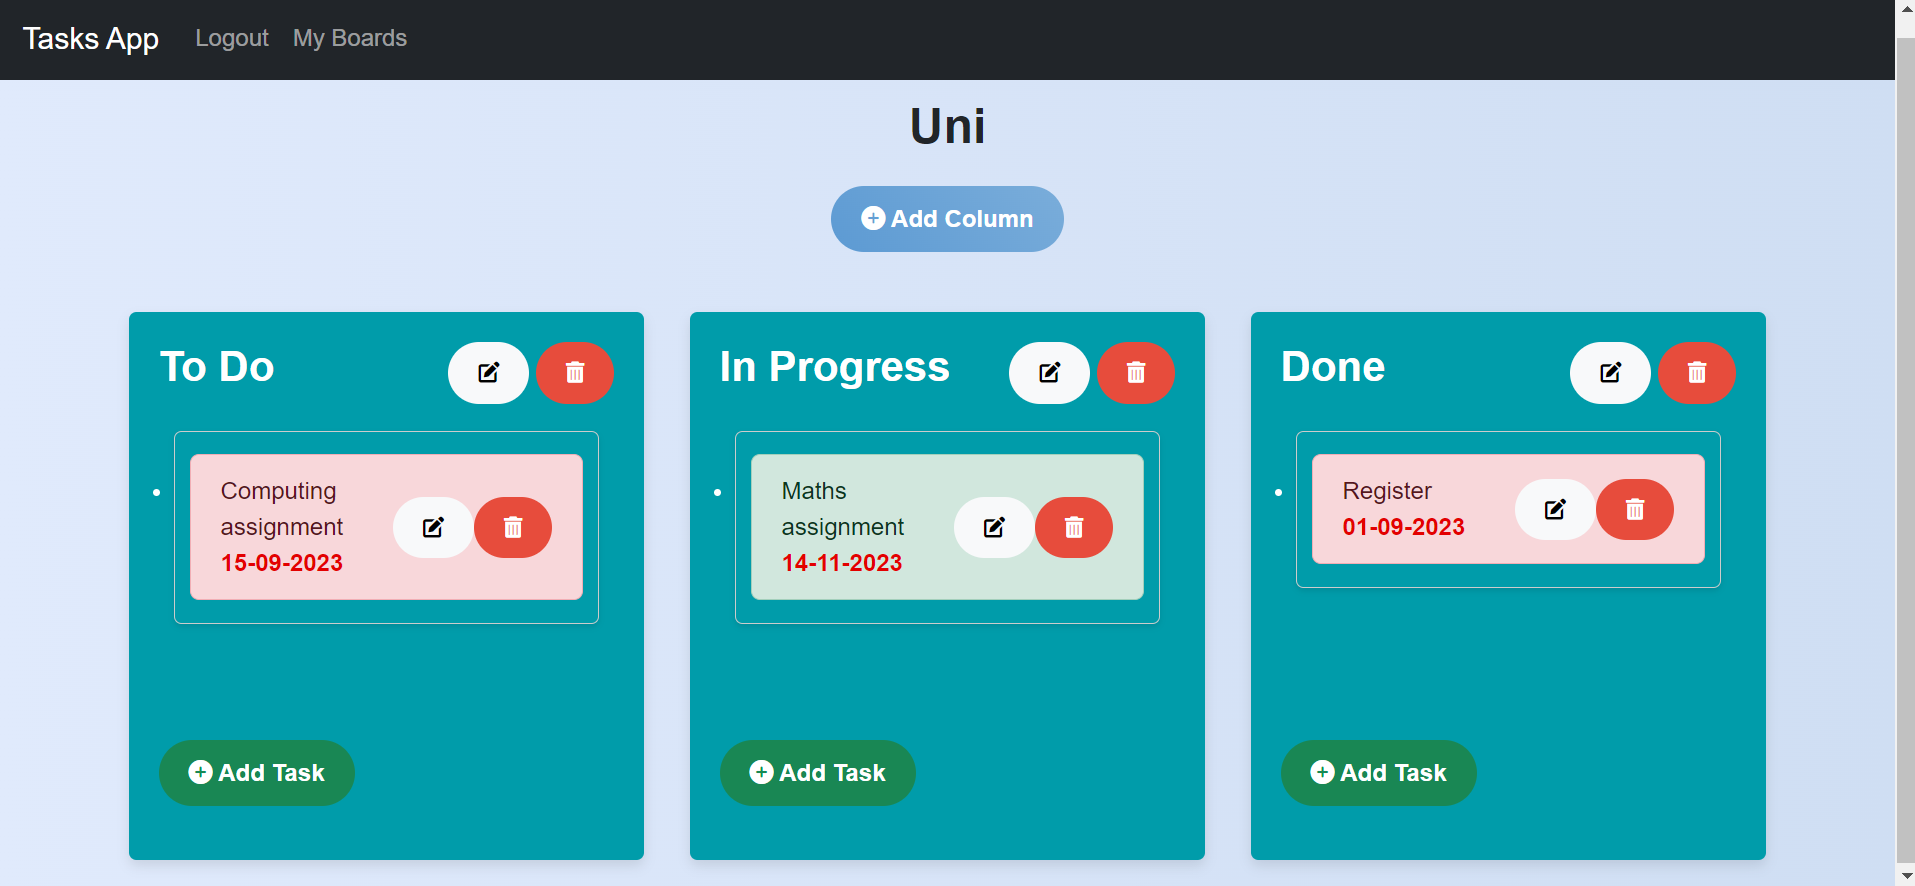 Tasks App Logout My Boards
Uni
Add Column
To Do
Computing
assignment
15-09-2023
Add Task
In Progress
Maths
assignment
14-11-2023
Add Task
Done
Register
01-09-2023
Add Task